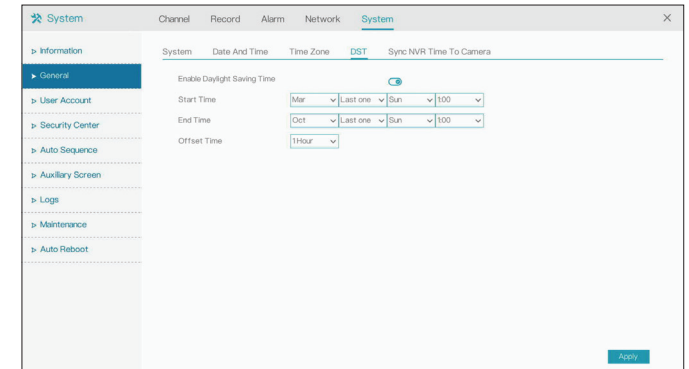 System Channel Record Alarm Network System
Information
System Date And Time Time Zone DST Sync NVR Time To Camera
General
Enable Daylight Saving Time
User Account
Start Time Mar Last one Sun 1:00
Security Center
End Time Oct Last one Sun 1:00
Auto Sequence
Offset Time 1Hour
Auxiliary Screen
Logs
Maintenance
Auto Reboot
Apply